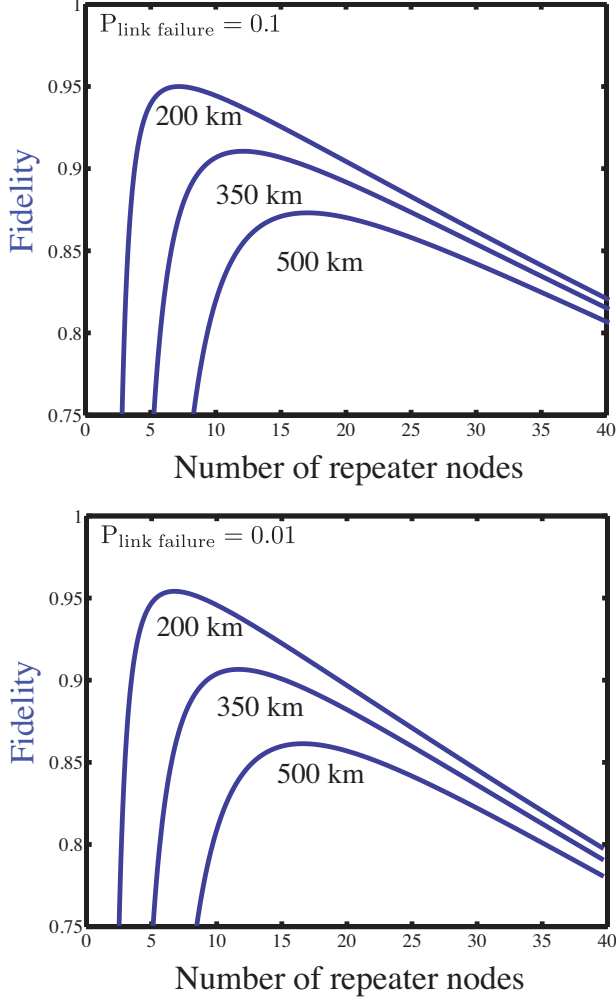 P_link failure = 0.1
1
0.95
0.9
0.85
0.8
0.75
Fidelity
200 km
350 km
500 km
0 5 10 15 20 25 30 35 40
Number of repeater nodes
P_link failure = 0.01
1
0.95
0.9
0.85
0.8
0.75
Fidelity
200 km
350 km
500 km
0 5 10 15 20 25 30 35 40
Number of repeater nodes